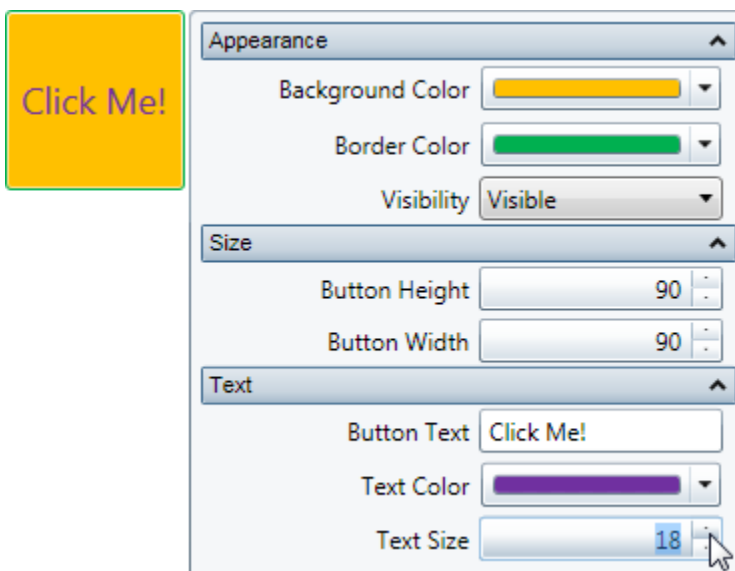 Click Me!
Appearance
Background Color
Border Color
Visibility Visible
Size
Button Height 90
Button Width 90
Text
Button Text Click Me!
Text Color
Text Size 18